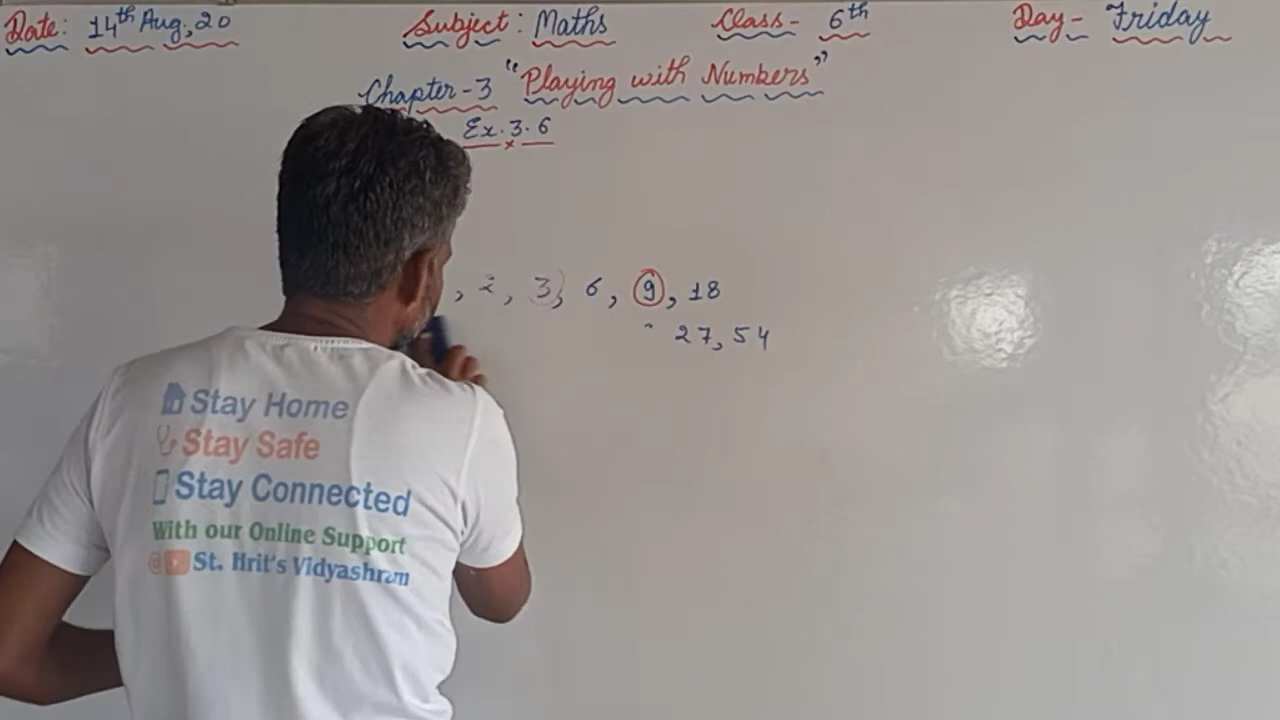 Date: 14th Aug, 20 Subject: Maths Class- 6th Day- Friday
Chapter-3 "Playing with Numbers"
Ex. 3.6
, 2, 3, 6, 9, 18
27, 54
Stay Home
Stay Safe
Stay Connected
With our Online Support
@ St. Hrit's Vidyashram